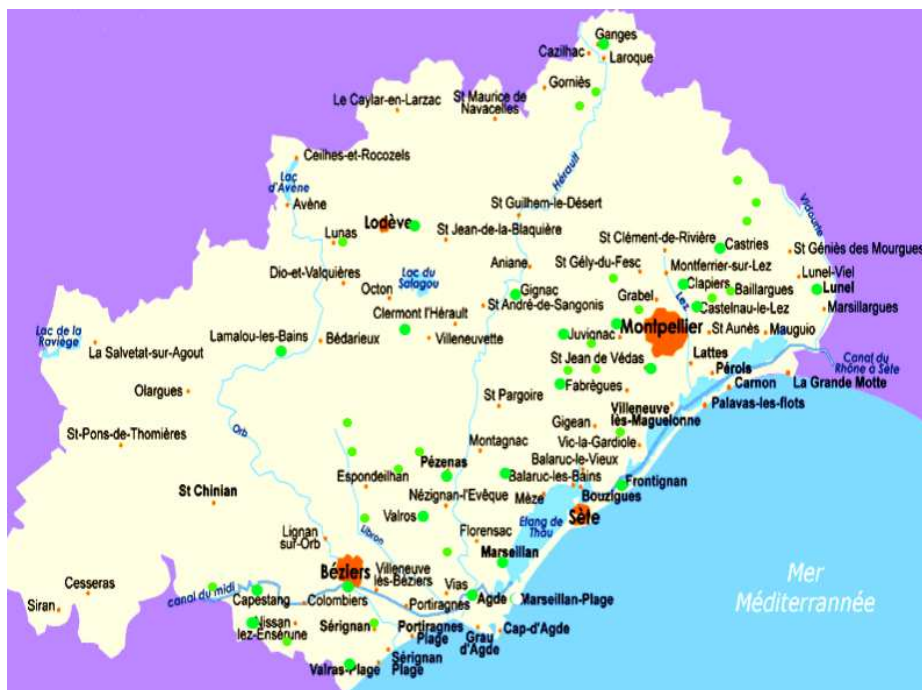 Ganges
Cazilhac
Laroque
Gorniès
Le Caylar-en-Larzac
St Maurice de
Navacelles
Ceilhes-et-Rocozels
Lac
d'Avène
Hérault
Vidourle
Avène
St Guilhem-le-Désert
Lodève
Lunas
St Jean-de-la-Blaquière
St Clément-de-Rivière
Castries
St Géniès des Mourgues
Dio-et-Valquières
Aniane
St Gély-du-Fesc
Montferrier-sur-Lez
Lunel-Viel
Lac du
Salagou
Octon
Gignac
Clapiers
Baillargues
Lunel
St André-de-Sangonis
Grabel
Lez
Castelnau-le-Lez
Marsillargues
Clermont l'Hérault
Montpellier
Lac de la
Raviège
Lamalou-les-Bains
Bédarieux
Villeneuvette
Juvignac
St Aunès
Mauguio
La Salvetat-sur-Agout
St Jean de Védas
Lattes
Canal du
Rhône à Sète
Pérols
Olargues
Fabrègues
Carnon
La Grande Motte
St Pargoire
Villeneuve
lès-Maguelonne
Palavas-les-flots
Orb
Gigean
St-Pons-de-Thomières
Montagnac
Vic-la-Gardiole
Balaruc-le-Vieux
Espondeilhan
Pézenas
Balaruc-les-Bains
Frontignan
St Chinian
Nézignan-l'Evêque
Mèze
Bouzigues
Valros
Sète
Etang de
Thau
Lignan
sur-Orb
Libron
Florensac
Marseillan
Béziers
Villeneuve
lès-Béziers
Vias
Mer
Méditerrannée
Cesseras
Siran
canal du midi
Capestang
Colombiers
Portiragnes
Agde
Marseillan-Plage
Nissan
lez-Ensérune
Sérignan
Portiragnes
Plage
Grau
d'Agde
Cap-d'Agde
Valras-Plage
Sérignan
Plage